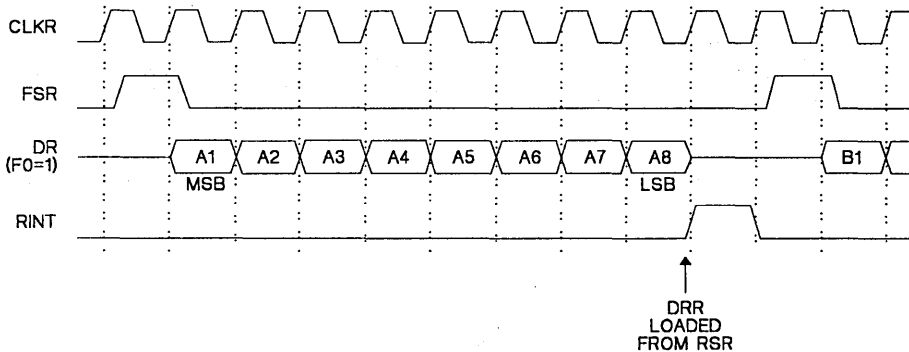 CLKR
FSR
DR
(F0=1)
A1 A2 A3 A4 A5 A6 A7 A8 B1
MSB LSB
RINT
DRR
LOADED
FROM RSR